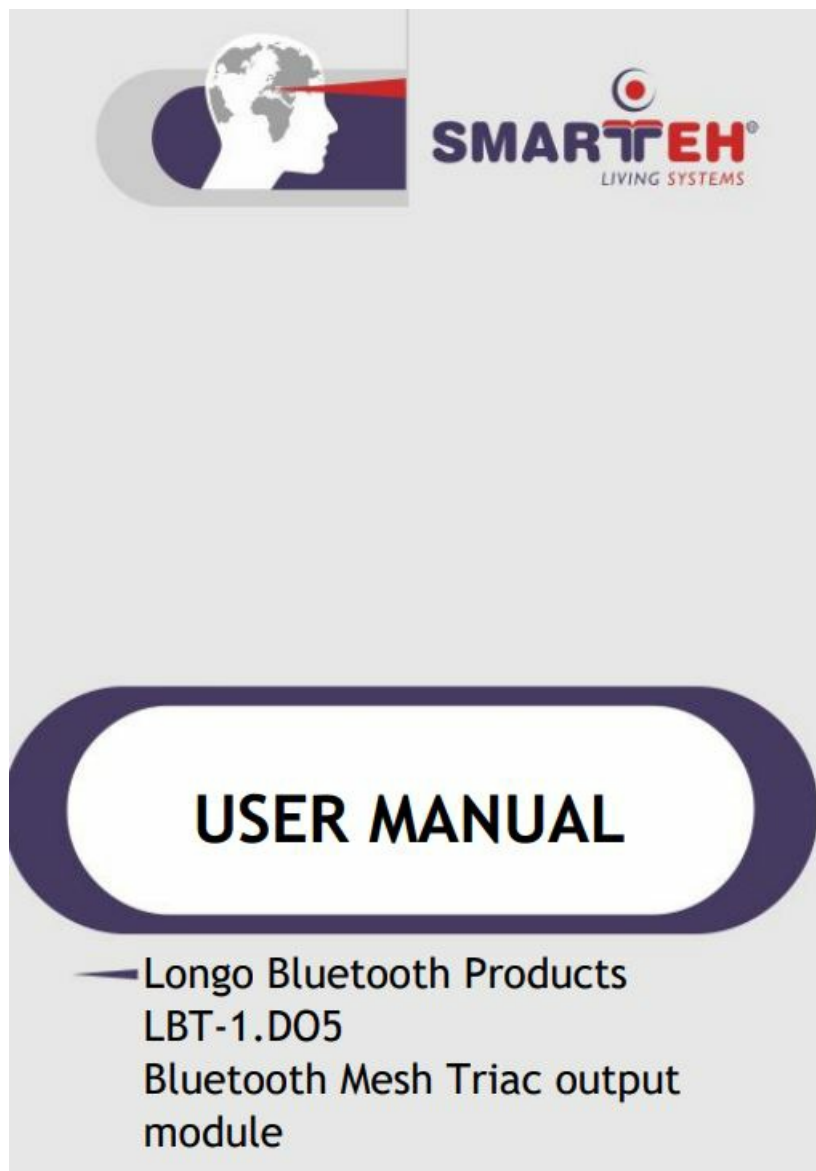 SMARTEH®
LIVING SYSTEMS
USER MANUAL
Longo Bluetooth Products
LBT-1.DO5
Bluetooth Mesh Triac output
module